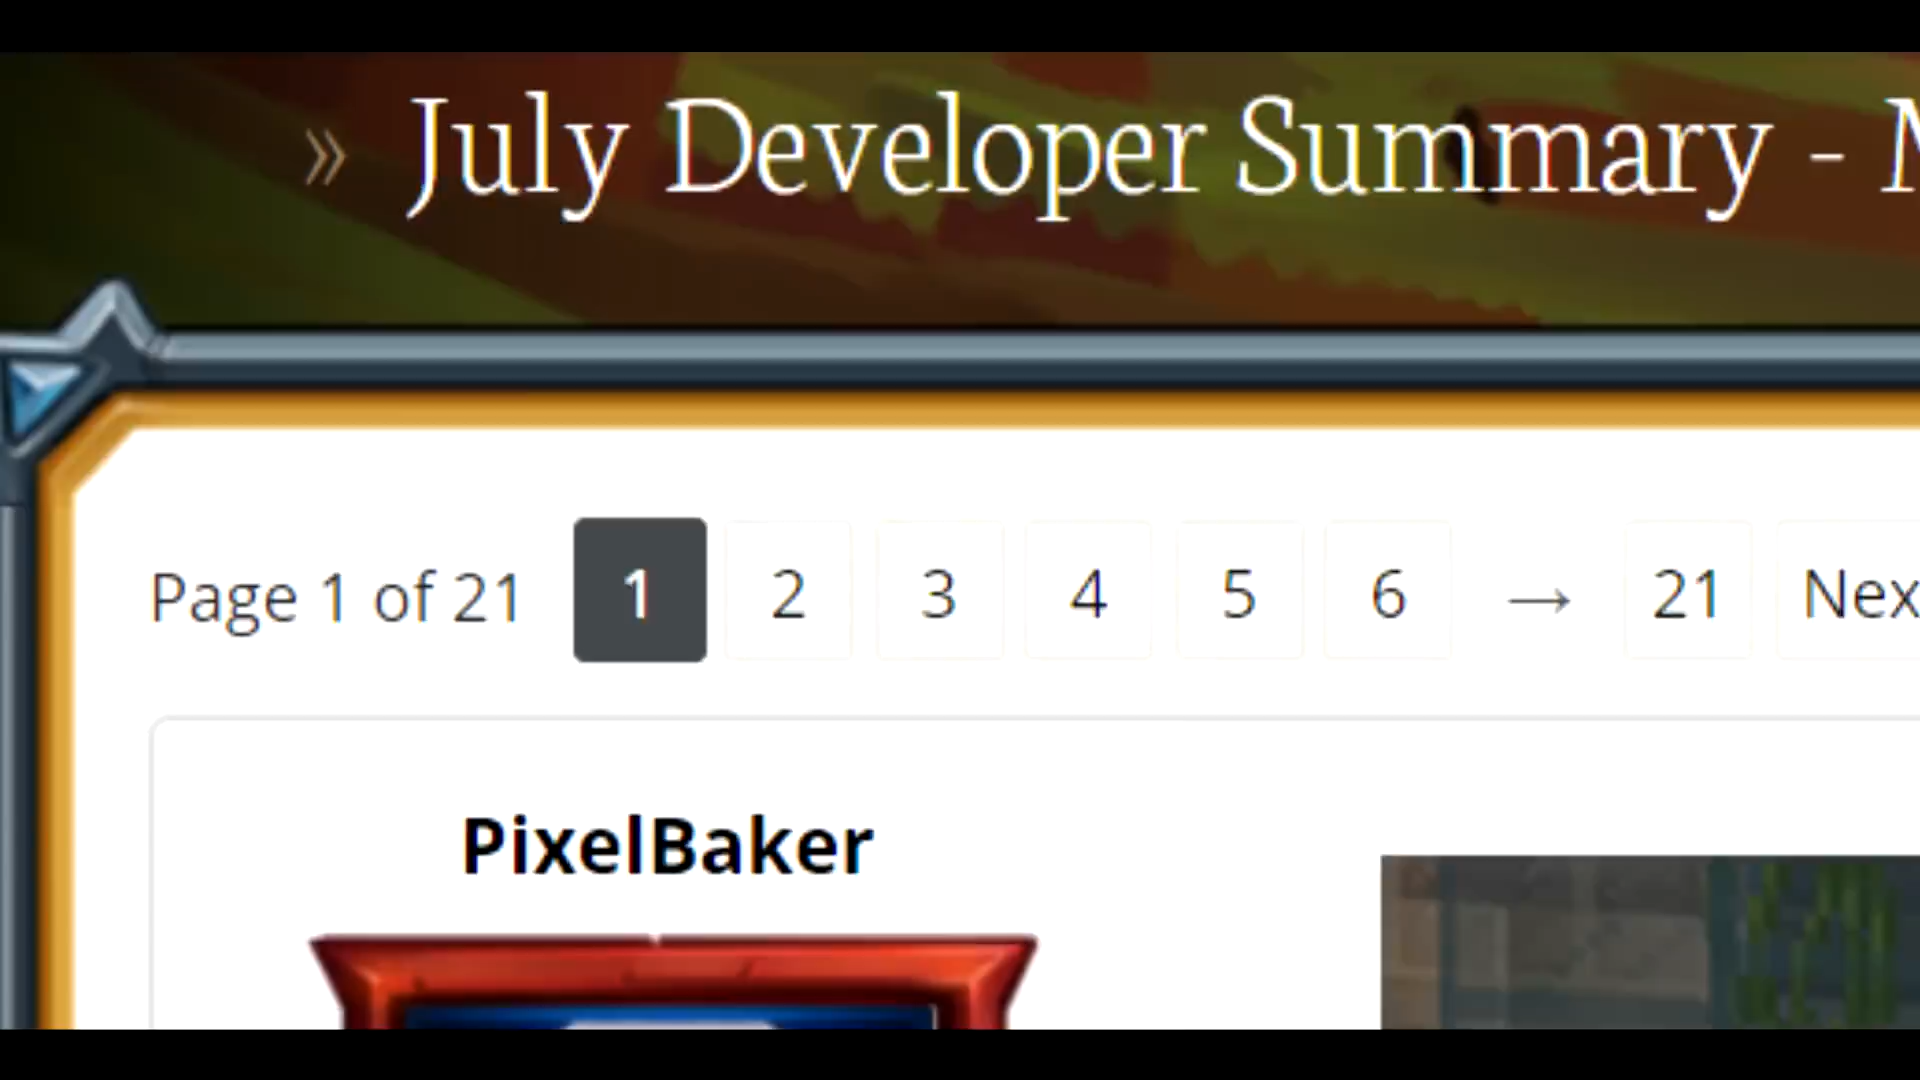 » July Developer Summary -
Page 1 of 21 1 2 3 4 5 6 → 21
PixelBaker